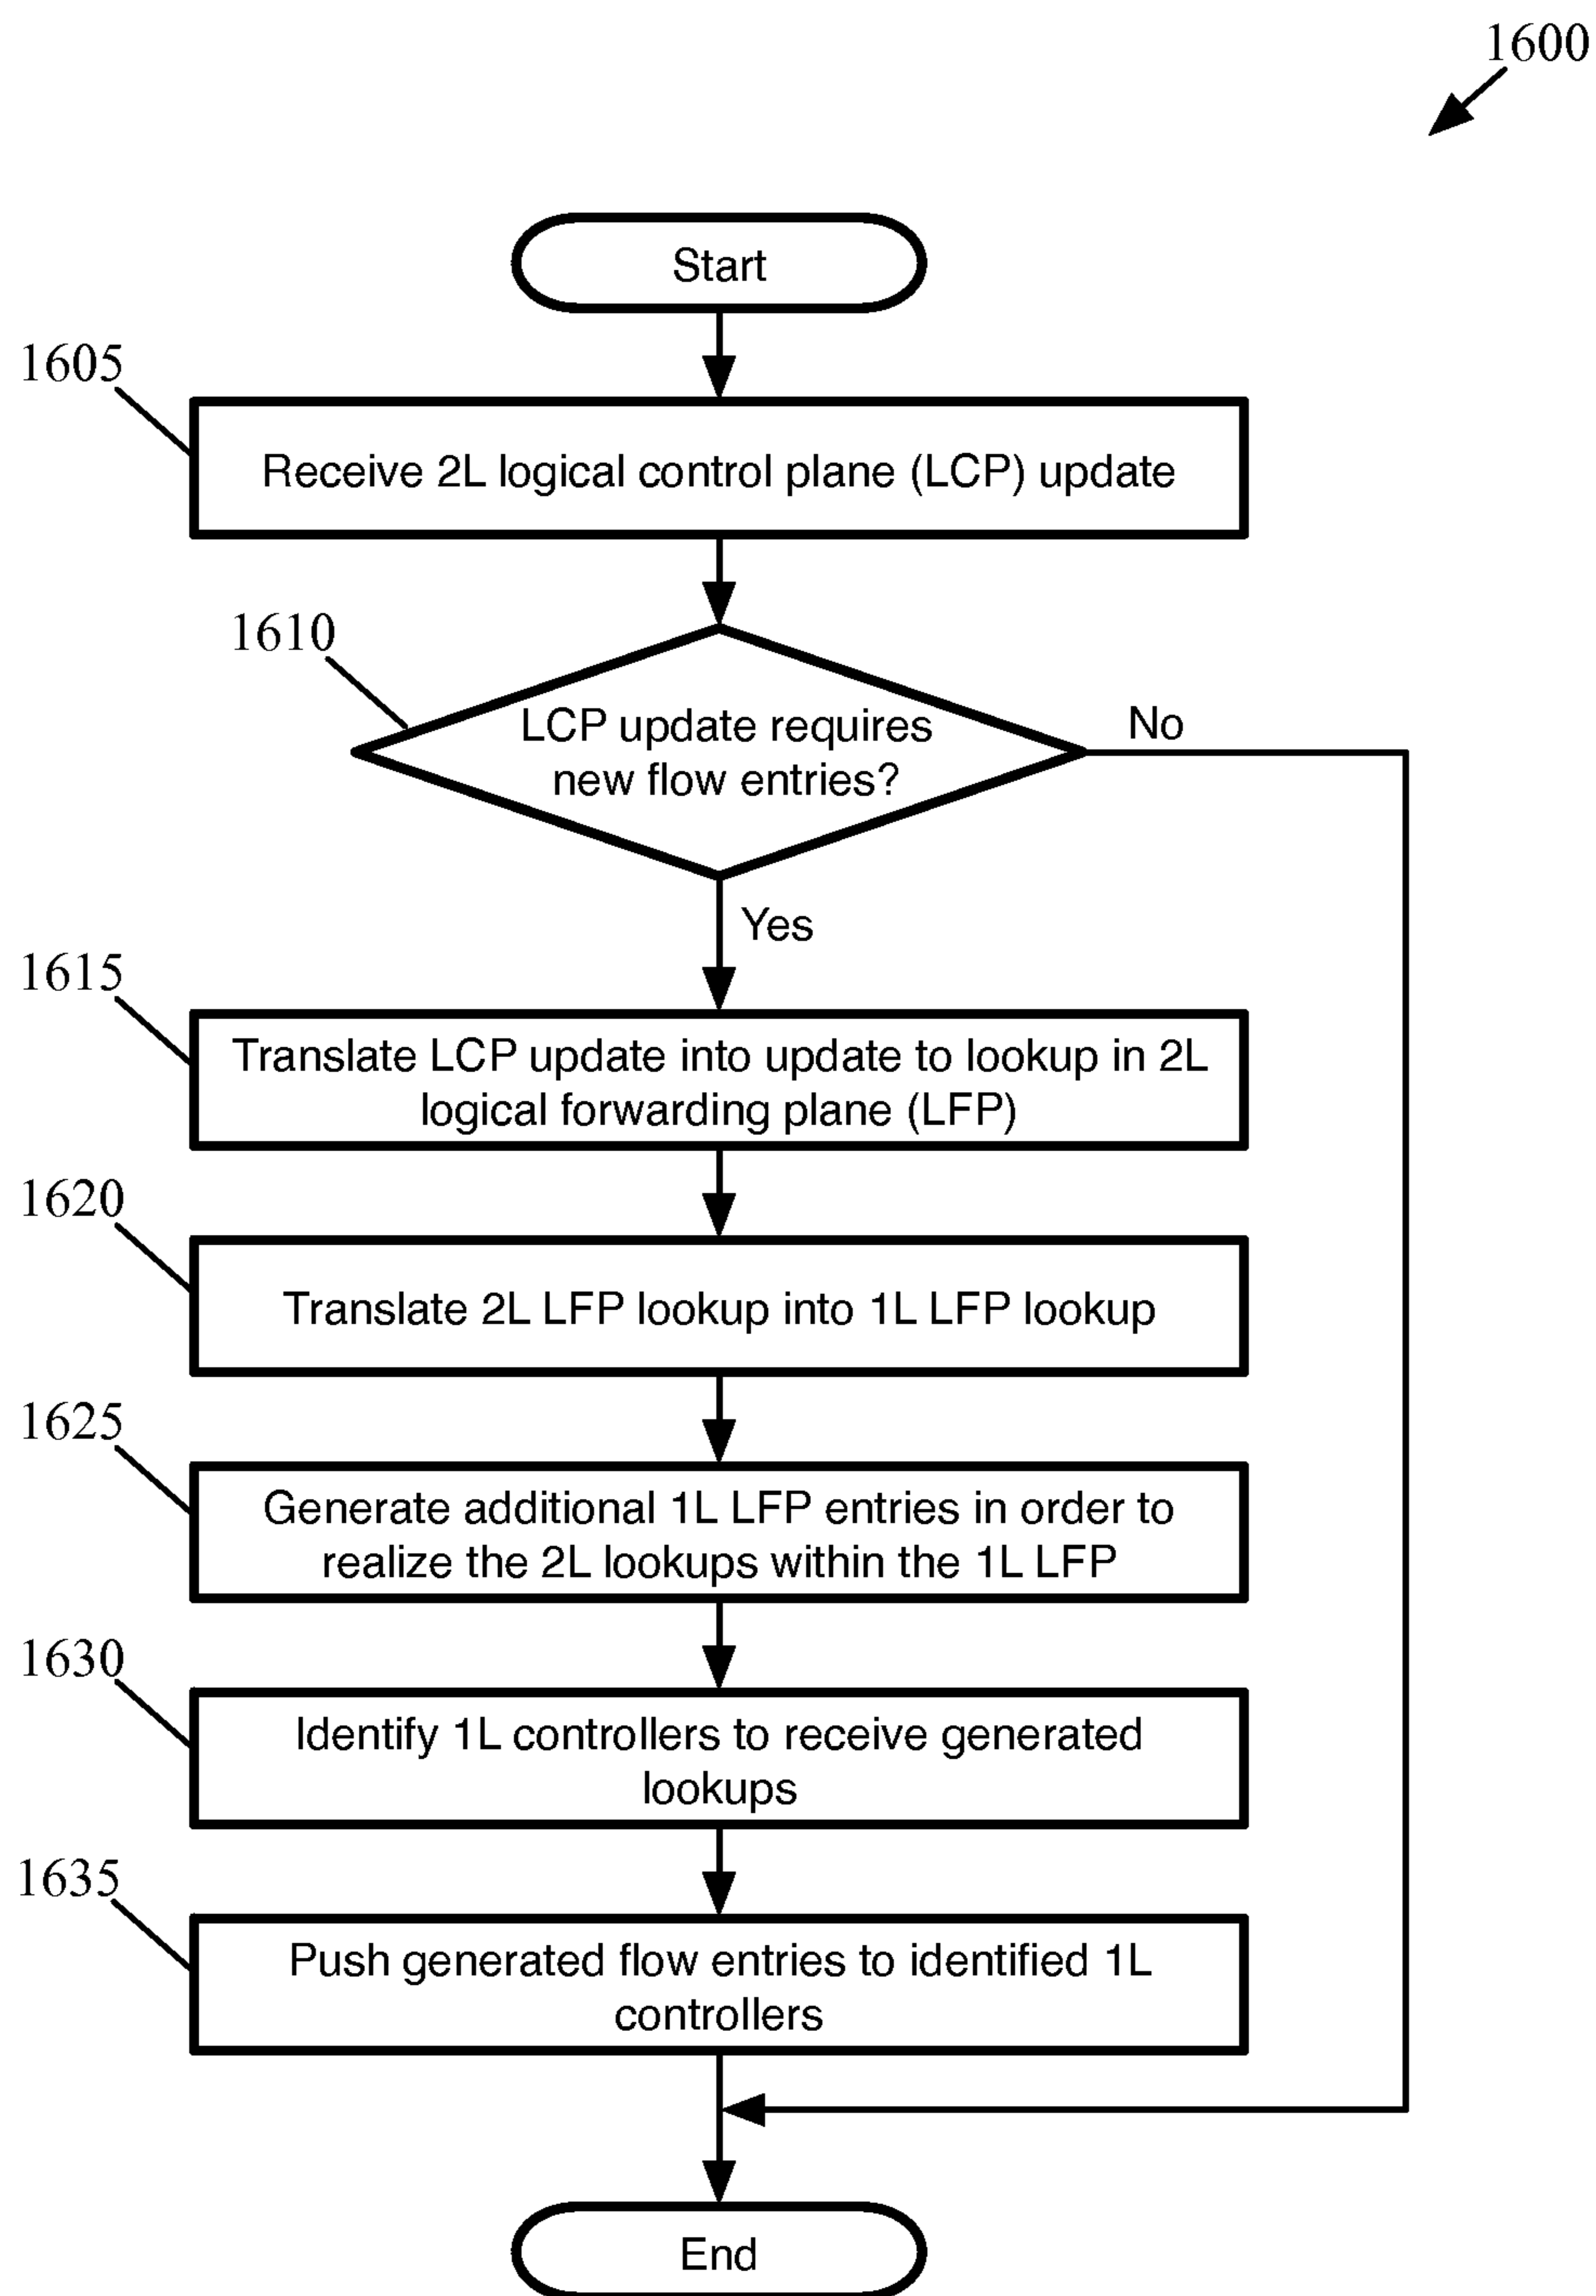 1600
Start
1605
Receive 2L logical control plane (LCP) update
1610
LCP update requires
new flow entries?
No
Yes
1615
Translate LCP update into update to lookup in 2L
logical forwarding plane (LFP)
1620
Translate 2L LFP lookup into 1L LFP lookup
1625
Generate additional 1L LFP entries in order to
realize the 2L lookups within the 1L LFP
1630
Identify 1L controllers to receive generated
lookups
1635
Push generated flow entries to identified 1L
controllers
End